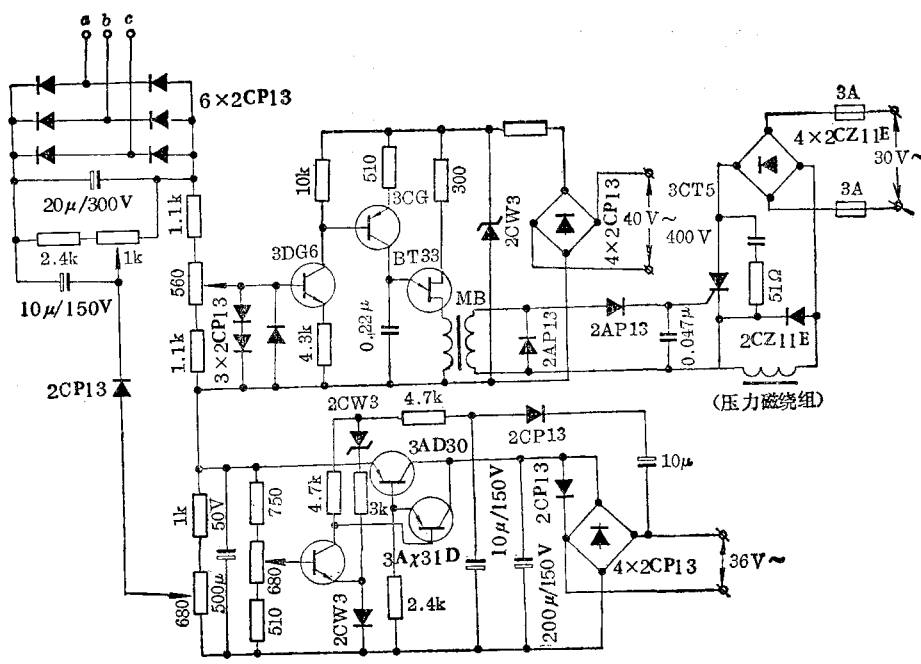 a b c
6×2CP13
20μ/300V
2.4k
1k
10μ/150V
2CP13
1.1k
560
1.1k
3×2CP13
3DG6
10k
4.3k
510
3CG
0.22μ
BT33
300
MB
2CW3
4×2CP13
40V~
2AP13
2AP13
0.047μ
3CT5
400V
51Ω
2CZ11E
3A
4×2CZ11E
30V~
3A
(压力磁绕组)
1k
50V
500μ
680
750
680
510
2CW3
4.7k
4.7k
3k
2CW3
3AD30
3Aχ31D
2.4k
2CP13
10μ/150V
10μ
200μ/150V
2CP13
4×2CP13
36V~